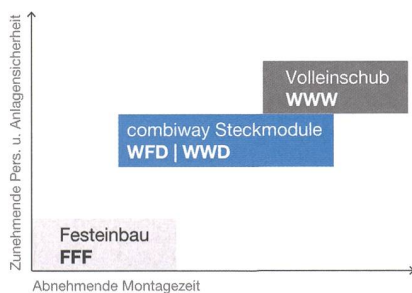 Zunehmende Pers. u. Anlagensicherheit
Volleinschub
WWW
combiway Steckmodule
WFD | WWD
Festeinbau
FFF
Abnehmende Montagezeit